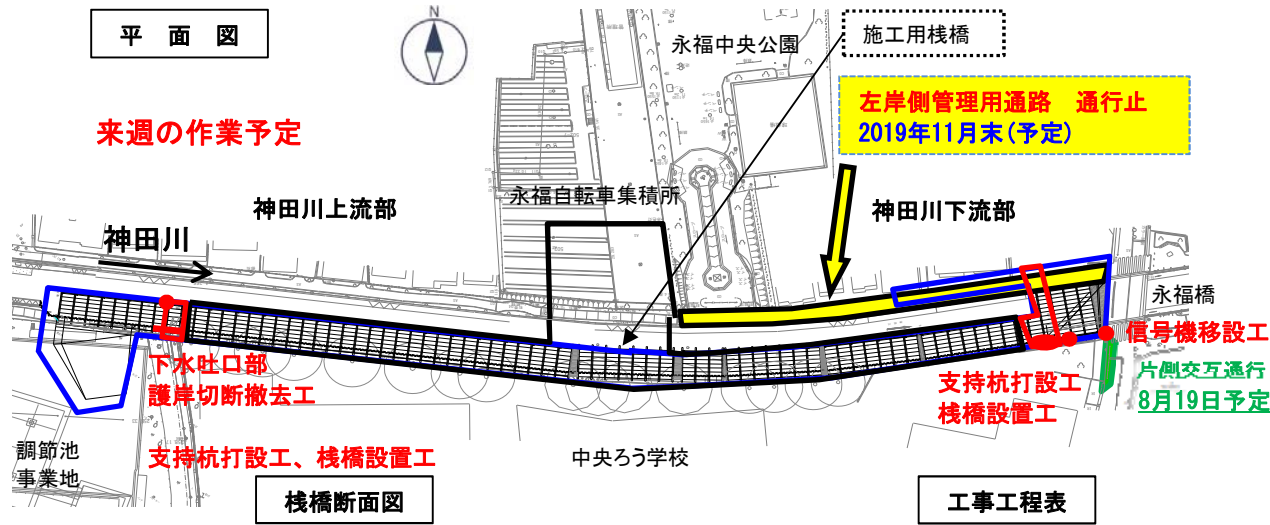 平 面 図
N
永福中央公園
施工用桟橋
左岸側管理用通路 通行止
2019年11月末(予定)
来週の作業予定
永福自転車集積所
神田川上流部
神田川下流部
神田川
永福橋
信号機移設工
片側交互通行
8月19日予定
下水吐口部
護岸切断撤去工
支持杭打設工
桟橋設置工
調節池
事業地
支持杭打設工、桟橋設置工
中央ろう学校
桟橋断面図
工事工程表